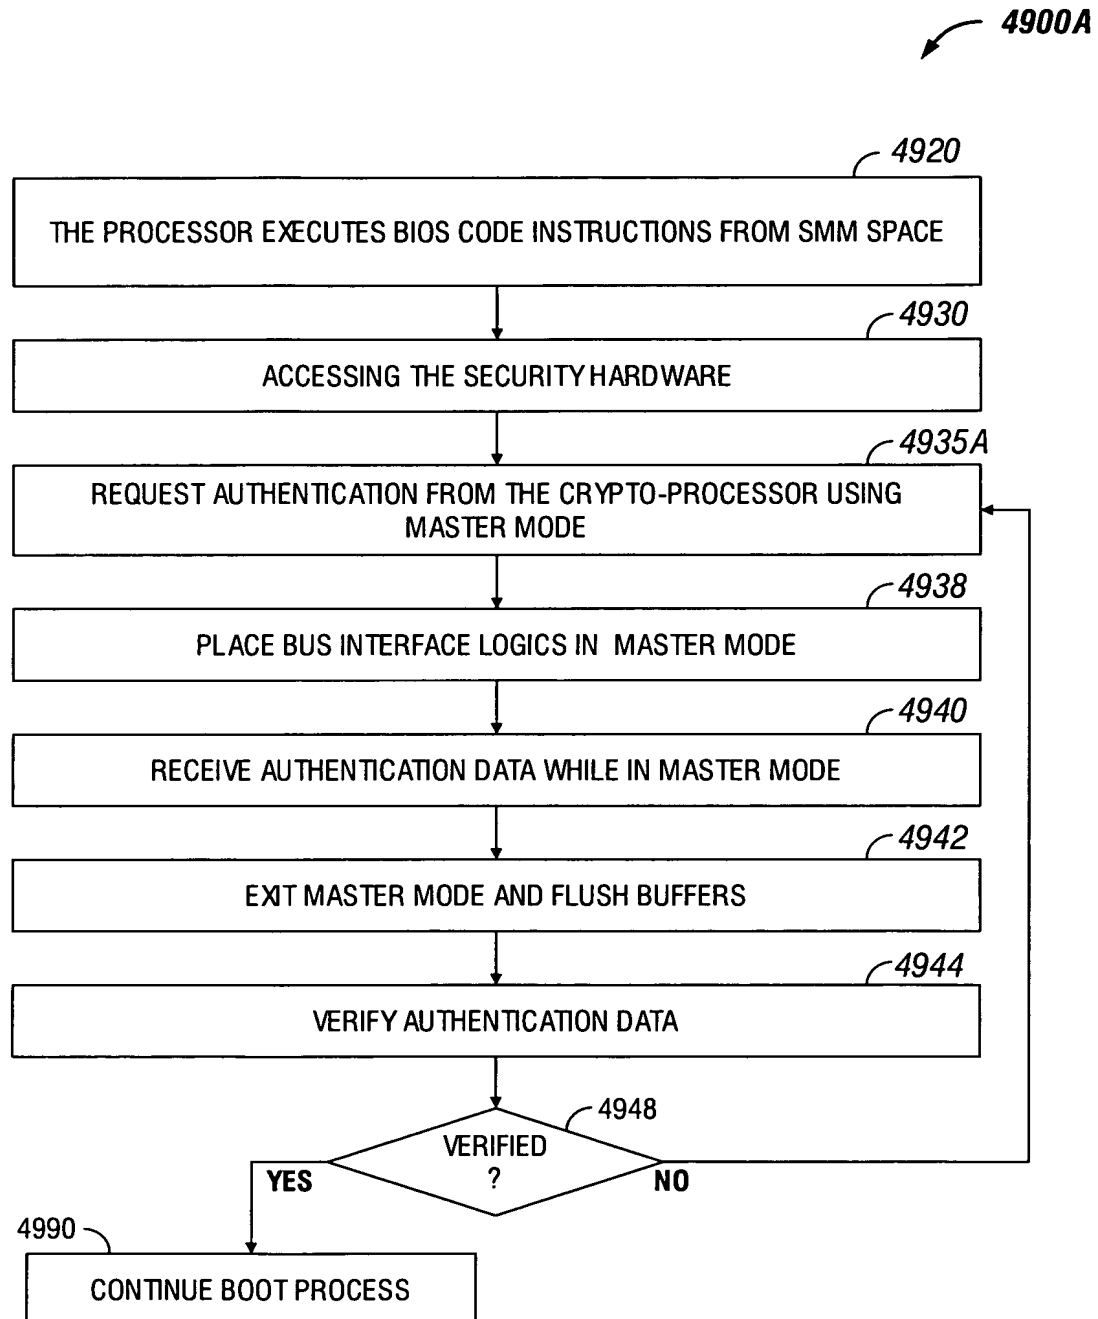 4900A
4920
THE PROCESSOR EXECUTES BIOS CODE INSTRUCTIONS FROM SMM SPACE
4930
ACCESSING THE SECURITY HARDWARE
4935A
REQUEST AUTHENTICATION FROM THE CRYPTO-PROCESSOR USING
MASTER MODE
4938
PLACE BUS INTERFACE LOGICS IN MASTER MODE
4940
RECEIVE AUTHENTICATION DATA WHILE IN MASTER MODE
4942
EXIT MASTER MODE AND FLUSH BUFFERS
4944
VERIFY AUTHENTICATION DATA
4948
VERIFIED
?
YES
NO
4990
CONTINUE BOOT PROCESS